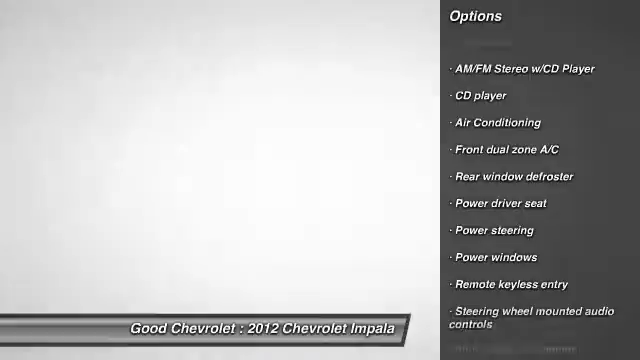 Options
· AM/FM Stereo w/CD Player
· CD player
· Air Conditioning
· Front dual zone A/C
· Rear window defroster
· Power driver seat
· Power steering
· Power windows
· Remote keyless entry
· Steering wheel mounted audio
controls
Good Chevrolet : 2012 Chevrolet Impala